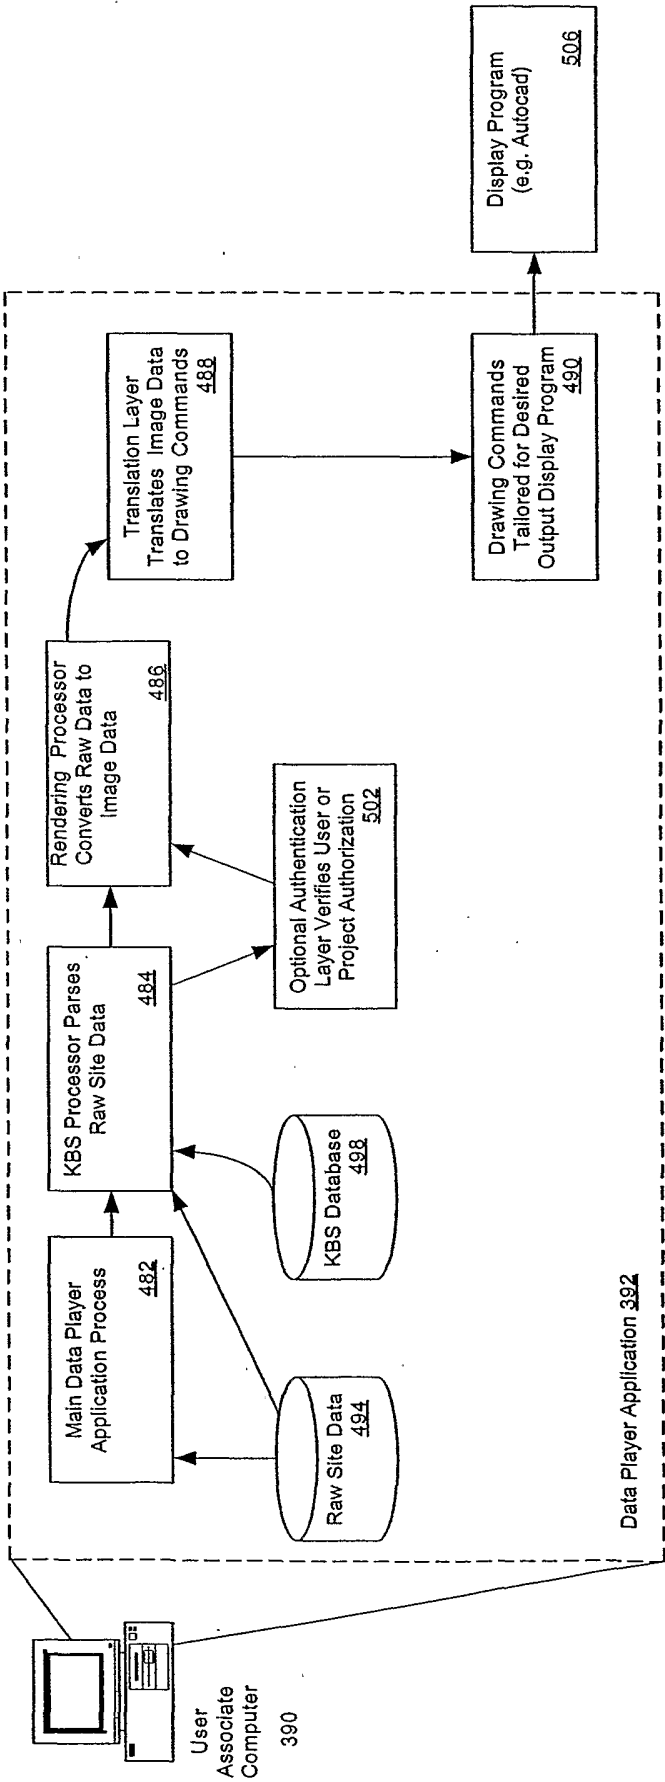 User
Associate
Computer
390
Main Data Player
Application Process
482
KBS Processor Parses
Raw Site Data
484
Rendering Processor
Converts Raw Data to
Image Data
486
Translation Layer
Translates Image Data
to Drawing Commands
488
Raw Site Data
494
KBS Database
498
Optional Authentication
Layer Verifies User or
Project Authorization
502
Drawing Commands
Tailored for Desired
Output Display Program
490
Display Program
(e.g. Autocad)
506
Data Player Application 392